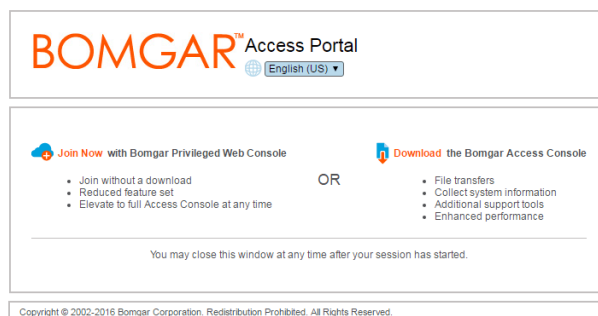 BOMGAR™ Access Portal
English (US)
Join Now with Bomgar Privileged Web Console
Join without a download
Reduced feature set
Elevate to full Access Console at any time
OR
Download the Bomgar Access Console
File transfers
Collect system information
Additional support tools
Enhanced performance
You may close this window at any time after your session has started.
Copyright © 2002-2016 Bomgar Corporation. Redistribution Prohibited. All Rights Reserved.